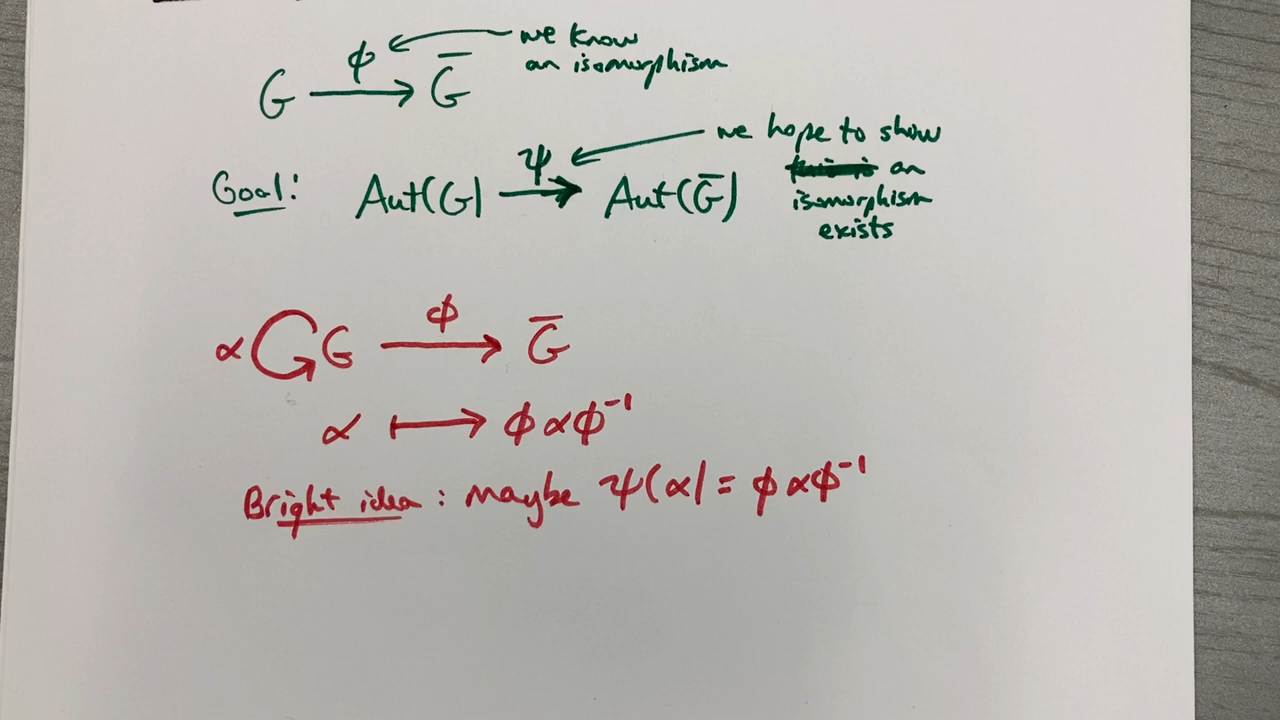 ϕ we know
G ⟶ G̅ an isomorphism
ψ we hope to show
Goal: Aut(G) ⟶ Aut(G̅) an
isomorphism
exists
ϕ
α G ⟶ G̅
α ⟼ ϕαϕ⁻¹
Bright idea: Maybe ψ(α) = ϕαϕ⁻¹